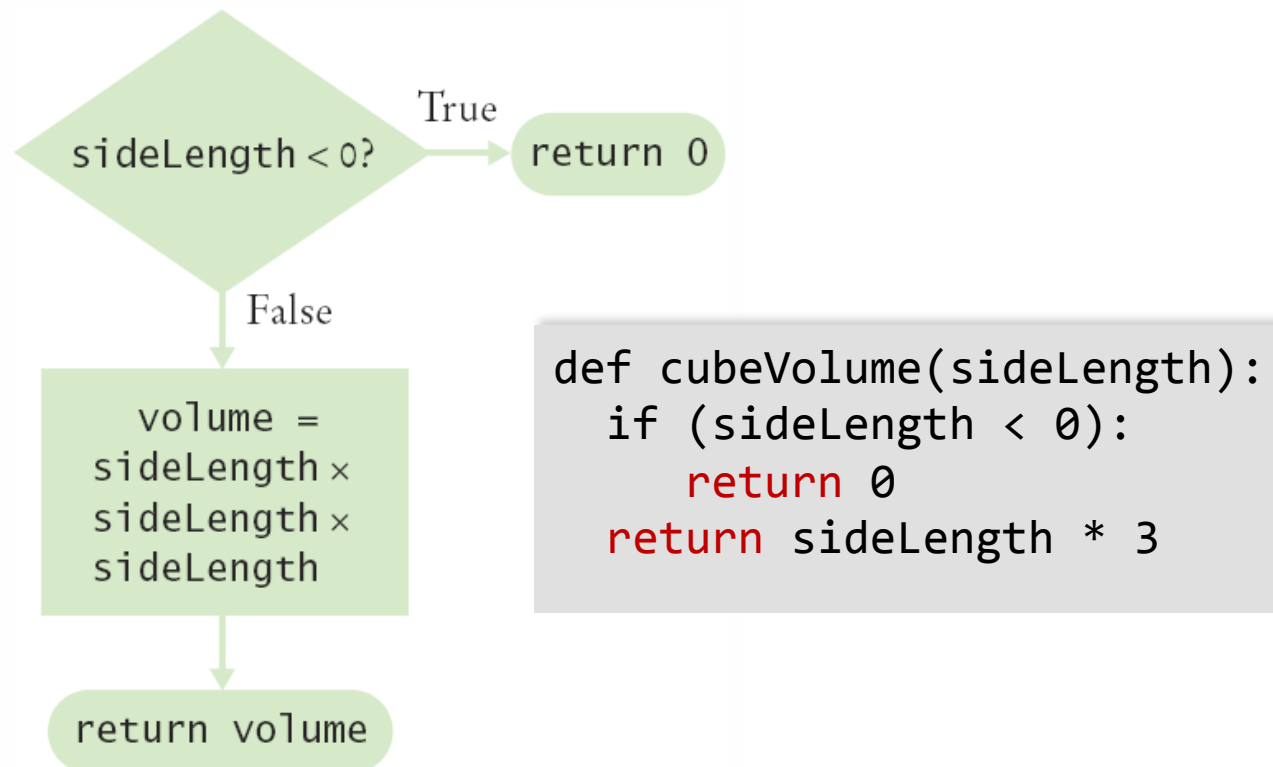 True
sideLength < 0?
return 0
False
volume =
sideLength ×
sideLength ×
sideLength
return volume
def cubeVolume(sideLength):
if (sideLength < 0):
return 0
return sideLength * 3